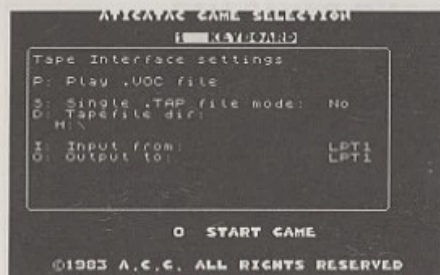 ATICATAC GAME SELECTION
1 KEYBOARD
Tape Interface settings
P: Play .VOC file
S: Single .TAP file mode: No
D: Tapefile dir:
M:\
I: Input from: LPT1
O: Output to: LPT1
0 START GAME
©1983 A.C.G. ALL RIGHTS RESERVED